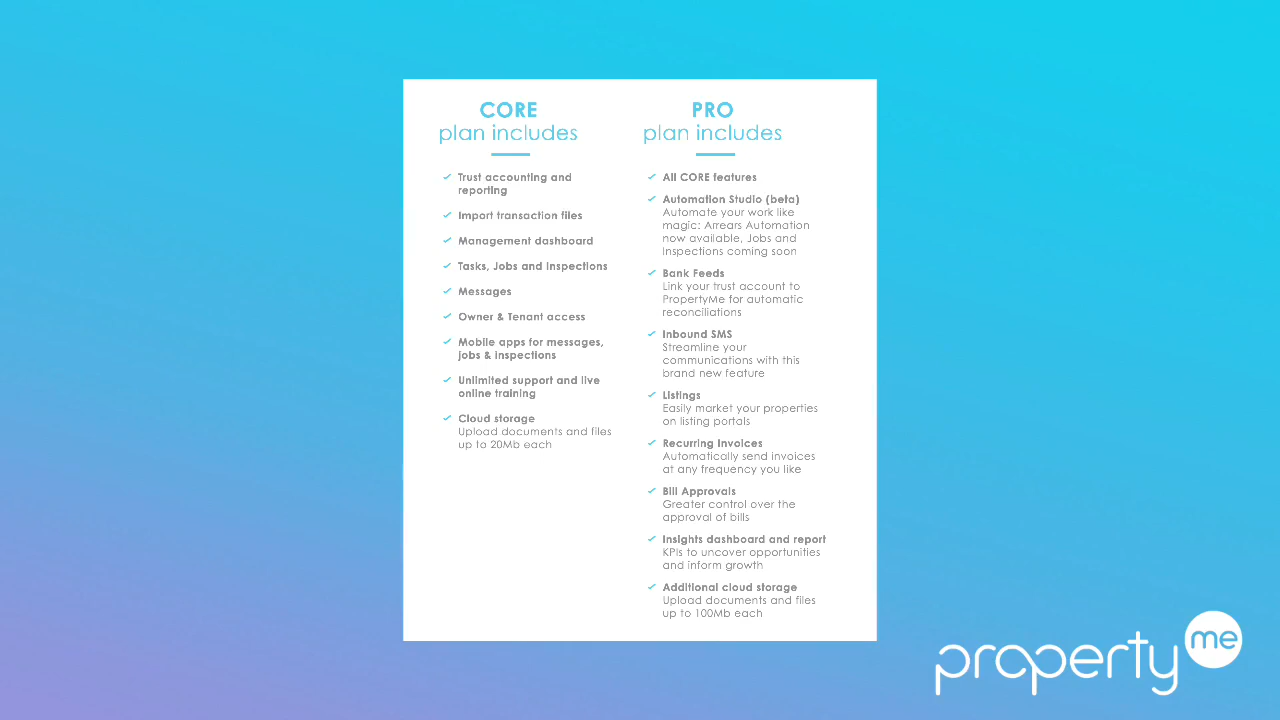 CORE
plan includes
Trust accounting and
reporting
Import transaction files
Management dashboard
Tasks, Jobs and Inspections
Messages
Owner & Tenant access
Mobile apps for messages,
jobs & inspections
Unlimited support and live
online training
Cloud storage
Upload documents and files
up to 20Mb each
PRO
plan includes
All CORE features
Automation Studio (beta)
Automate your work like
magic: Arrears Automation
now available, Jobs and
Inspections coming soon
Bank Feeds
Link your trust account to
PropertyMe for automatic
reconciliations
Inbound SMS
Streamline your
communications with this
brand new feature
Listings
Easily market your properties
on listing portals
Recurring Invoices
Automatically send invoices
at any frequency you like
Bill Approvals
Greater control over the
approval of bills
Insights dashboard and report
KPIs to uncover opportunities
and inform growth
Additional cloud storage
Upload documents and files
up to 100Mb each
property me